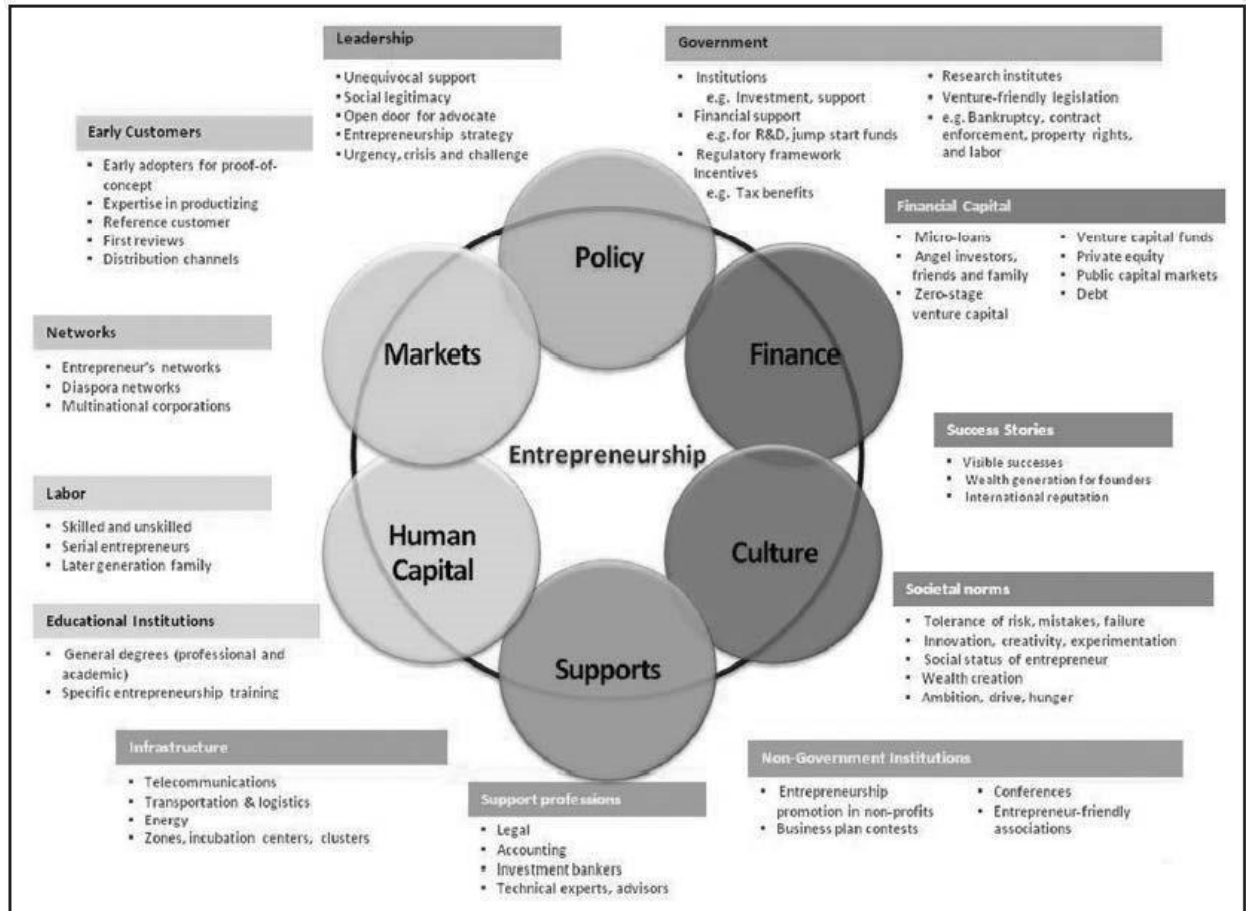 Leadership
• Unequivocal support
• Social legitimacy
• Open door for advocate
• Entrepreneurship strategy
• Urgency, crisis and challenge
Government
• Institutions
e.g. Investment, support
• Financial support
e.g. for R&D, jump start funds
• Regulatory framework
Incentives
e.g. Tax benefits
• Research institutes
• Venture-friendly legislation
• e.g. Bankruptcy, contract
enforcement, property rights,
and labor
Early Customers
• Early adopters for proof-of-
concept
• Expertise in productizing
• Reference customer
• First reviews
• Distribution channels
Financial Capital
• Micro-loans
• Angel investors,
friends and family
• Zero-stage
venture capital
• Venture capital funds
• Private equity
• Public capital markets
• Debt
Networks
• Entrepreneur's networks
• Diaspora networks
• Multinational corporations
Policy
Markets
Finance
Entrepreneurship
Human
Capital
Culture
Supports
Success Stories
• Visible successes
• Wealth generation for founders
• International reputation
Labor
• Skilled and unskilled
• Serial entrepreneurs
• Later generation family
Societal norms
• Tolerance of risk, mistakes, failure
• Innovation, creativity, experimentation
• Social status of entrepreneur
• Wealth creation
• Ambition, drive, hunger
Educational Institutions
• General degrees (professional and
academic)
• Specific entrepreneurship training
Infrastructure
• Telecommunications
• Transportation & logistics
• Energy
• Zones, incubation centers, clusters
Support professions
• Legal
• Accounting
• Investment bankers
• Technical experts, advisors
Non-Government Institutions
• Entrepreneurship
promotion in non-profits
• Business plan contests
• Conferences
• Entrepreneur-friendly
associations